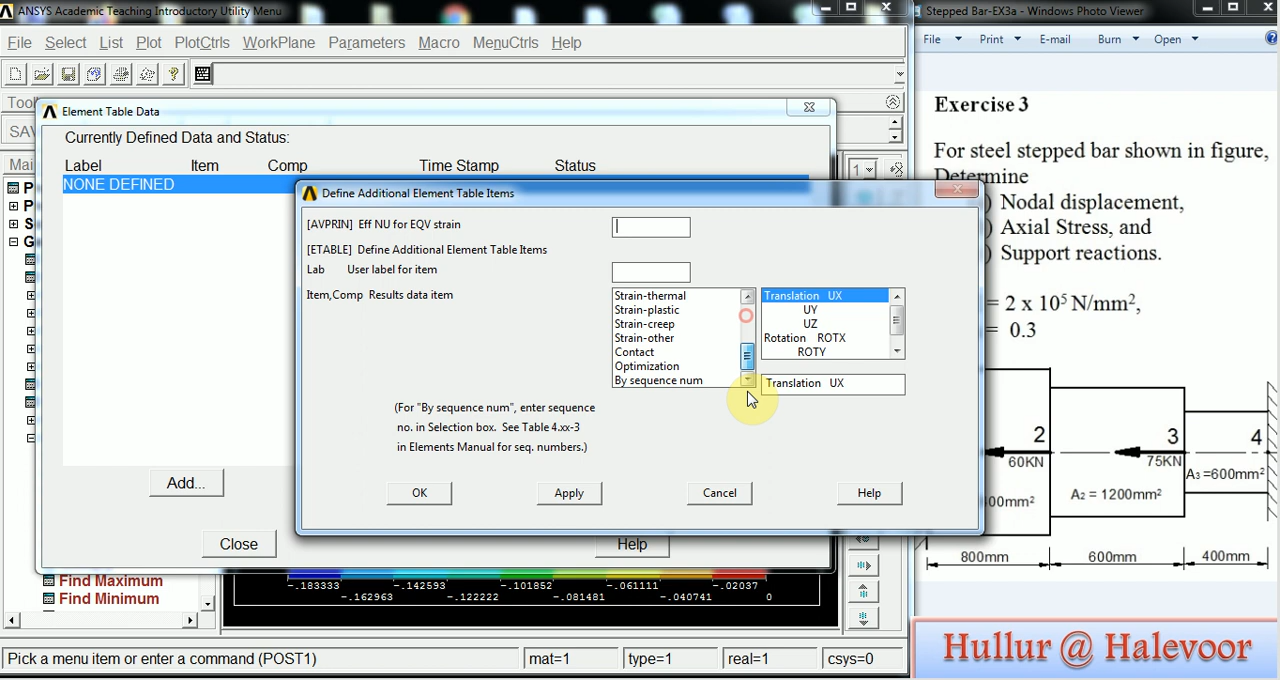 ANSYS Academic Teaching Introductory Utility Menu
File Select List Plot PlotCtrls WorkPlane Parameters Macro MenuCtrls Help
Element Table Data
Currently Defined Data and Status:
Label Item Comp Time Stamp Status
NONE DEFINED
Add...
Close
Help
Define Additional Element Table Items
[AVPRIN] Eff NU for EQV strain
[ETABLE] Define Additional Element Table Items
Lab User label for item
Item,Comp Results data item
Strain-thermal
Strain-plastic
Strain-creep
Strain-other
Contact
Optimization
By sequence num
Translation UX
UY
UZ
Rotation ROTX
ROTY
Translation UX
(For "By sequence num", enter sequence
no. in Selection box. See Table 4.xx-3
in Elements Manual for seq. numbers.)
OK Apply Cancel Help
Find Maximum
Find Minimum
-.183333 -.142593 -.101852 -.061111 -.02037
-.162963 -.122222 -.081481 -.040741 0
1
Pick a menu item or enter a command (POST1) mat=1 type=1 real=1 csys=0
Stepped Bar-EX3a - Windows Photo Viewer
File Print E-mail Burn Open
Exercise 3
For steel stepped bar shown in figure,
Determine
) Nodal displacement,
) Axial Stress, and
) Support reactions.
= 2 x 10⁵ N/mm²,
= 0.3
2 3 4
60KN 75KN
A₂ = 1200mm² A₃ =600mm²
800mm 600mm 400mm
Hullur @ Halevoor